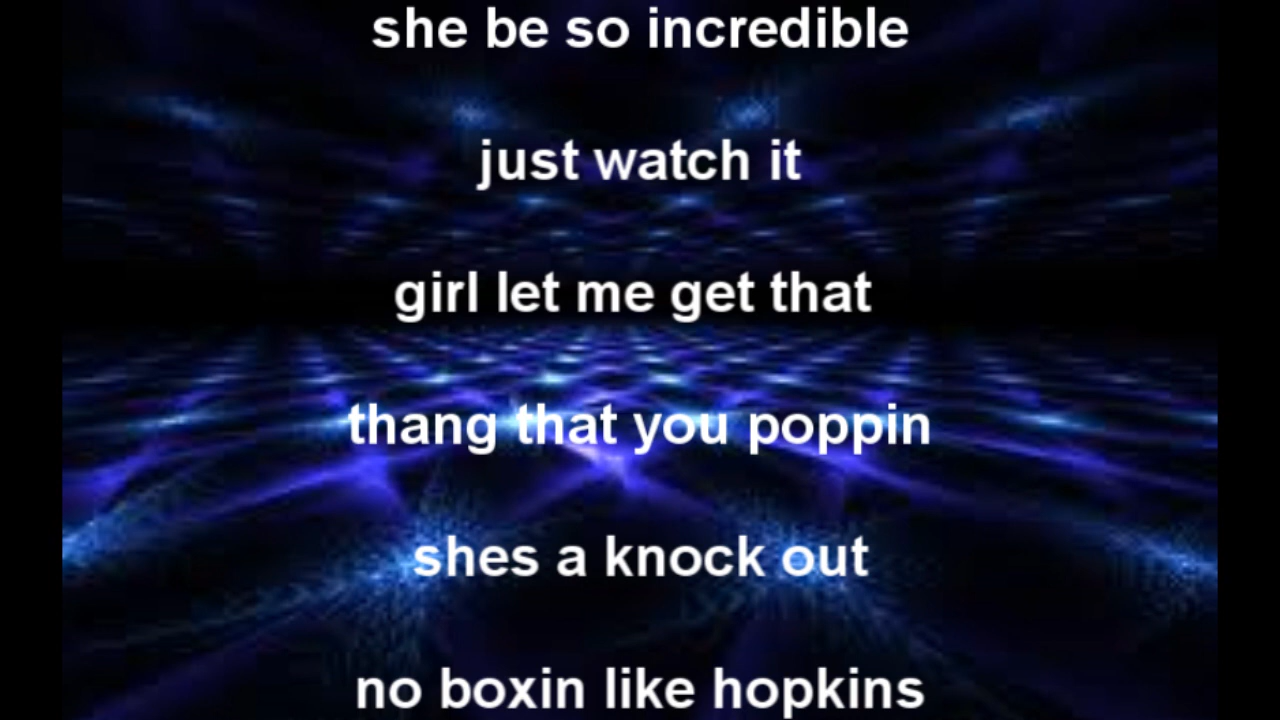 she be so incredible
just watch it
girl let me get that
thang that you poppin
shes a knock out
no boxin like hopkins